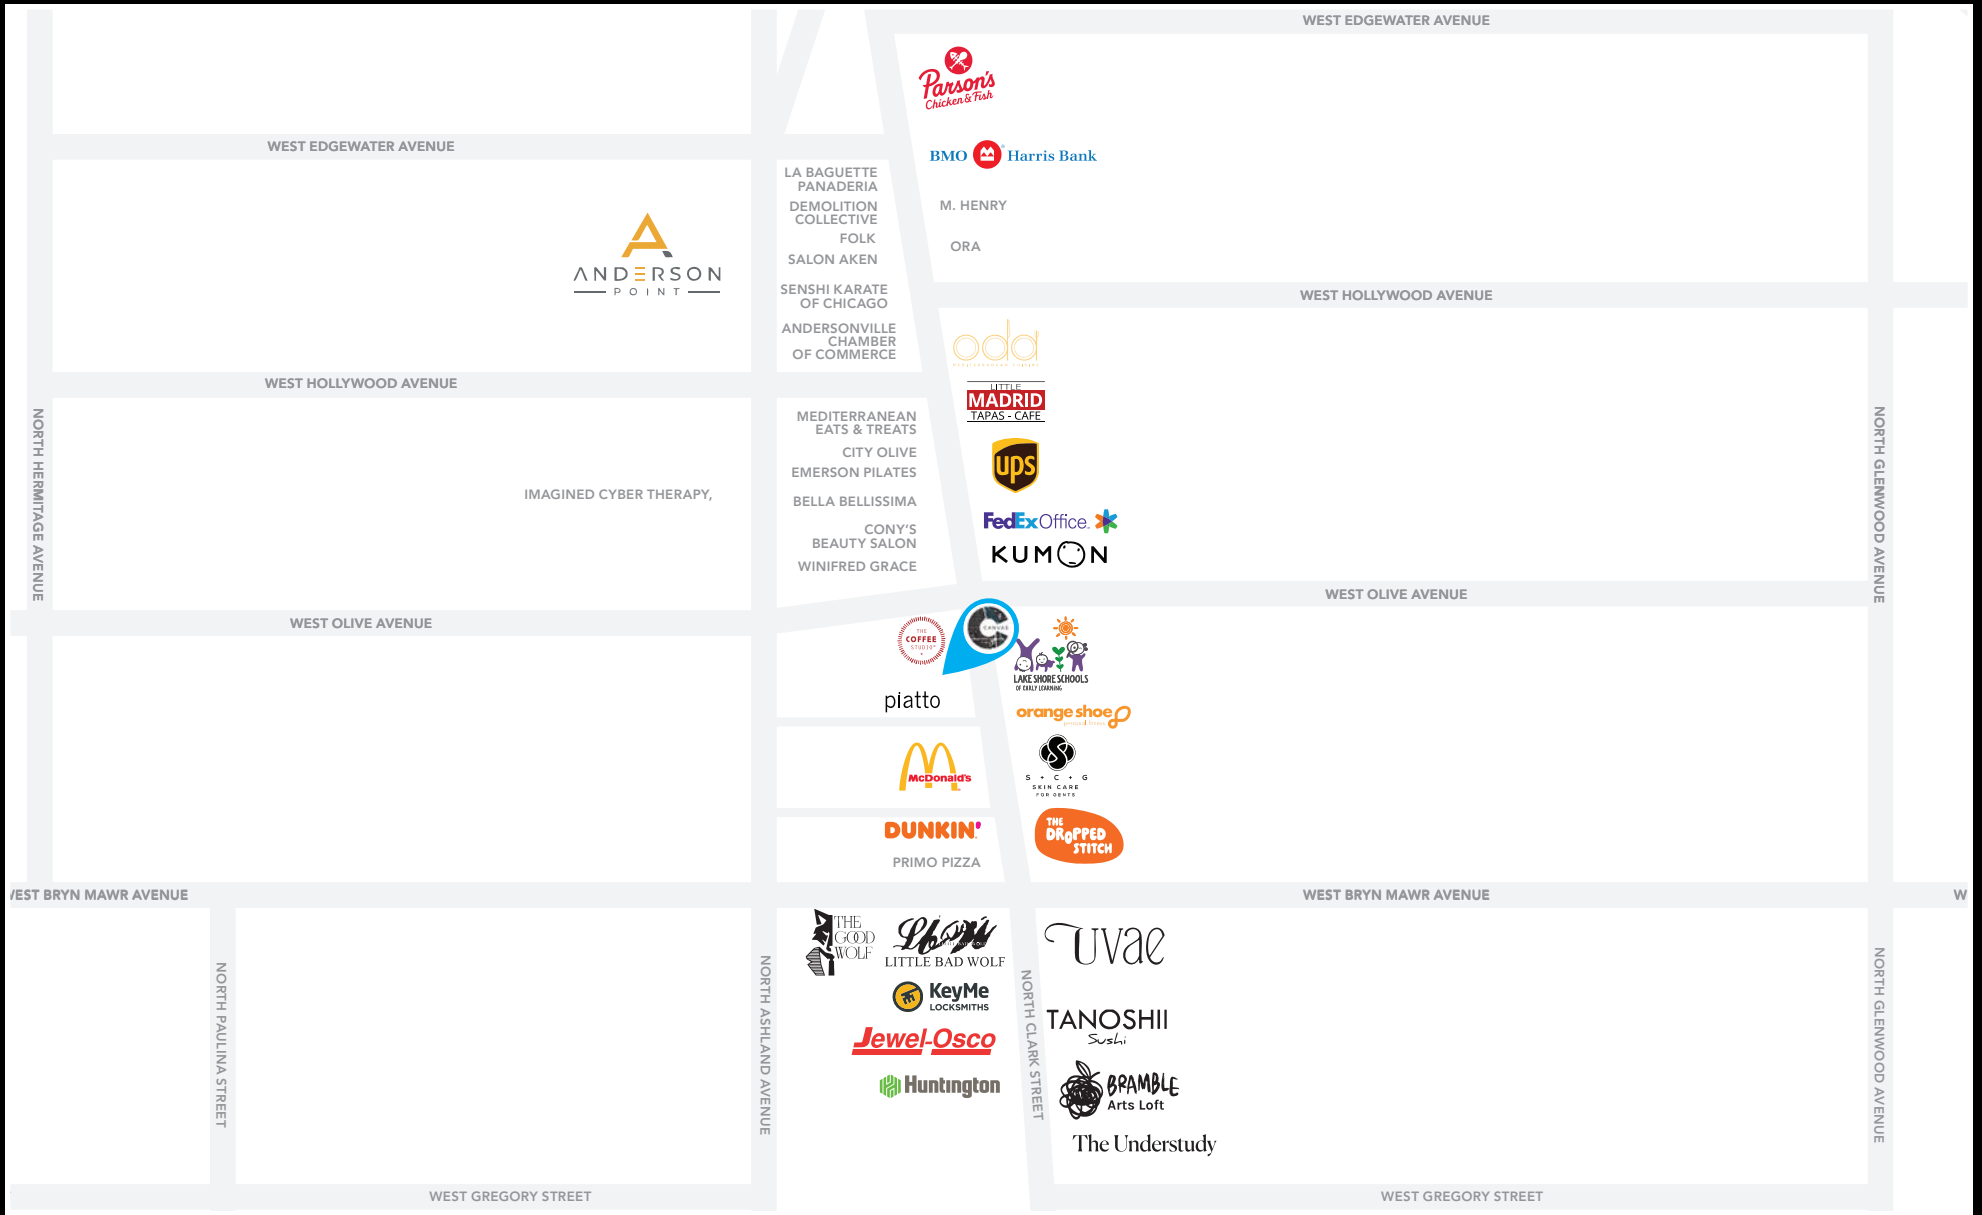 WEST EDGEWATER AVENUE
Parson's
Chicken & Fish
WEST EDGEWATER AVENUE
BMO Harris Bank
LA BAGUETTE
PANADERIA
DEMOLITION
COLLECTIVE
FOLK
SALON AKEN
SENSHI KARATE
OF CHICAGO
ANDERSONVILLE
CHAMBER
OF COMMERCE
M. HENRY
ORA
ANDERSON
POINT
WEST HOLLYWOOD AVENUE
oda
LITTLE
MADRID
TAPAS - CAFE
ups
FedEx Office
KUMON
WEST HOLLYWOOD AVENUE
NORTH HERMITAGE AVENUE
IMAGINED CYBER THERAPY,
MEDITERRANEAN
EATS & TREATS
CITY OLIVE
EMERSON PILATES
BELLA BELLISSIMA
CONY'S
BEAUTY SALON
WINIFRED GRACE
NORTH GLENWOOD AVENUE
WEST OLIVE AVENUE
WEST OLIVE AVENUE
THE
COFFEE
STUDIO
CANVAS
LAKE SHORE SCHOOLS
OF EARLY LEARNING
piatto
orange shoe
personal fitness
McDonald's
S + C + G
SKIN CARE
FOR GENTS
DUNKIN'
PRIMO PIZZA
THE
DROPPED
STITCH
WEST BRYN MAWR AVENUE
WEST BRYN MAWR AVENUE
W
THE
GOOD
WOLF
LITTLE BAD WOLF
KeyMe
LOCKSMITHS
Jewel-Osco
Huntington
uvae
TANOSHII
Sushi
BRAMBLE
Arts Loft
The Understudy
NORTH PAULINA STREET
NORTH ASHLAND AVENUE
NORTH CLARK STREET
NORTH GLENWOOD AVENUE
WEST GREGORY STREET
WEST GREGORY STREET